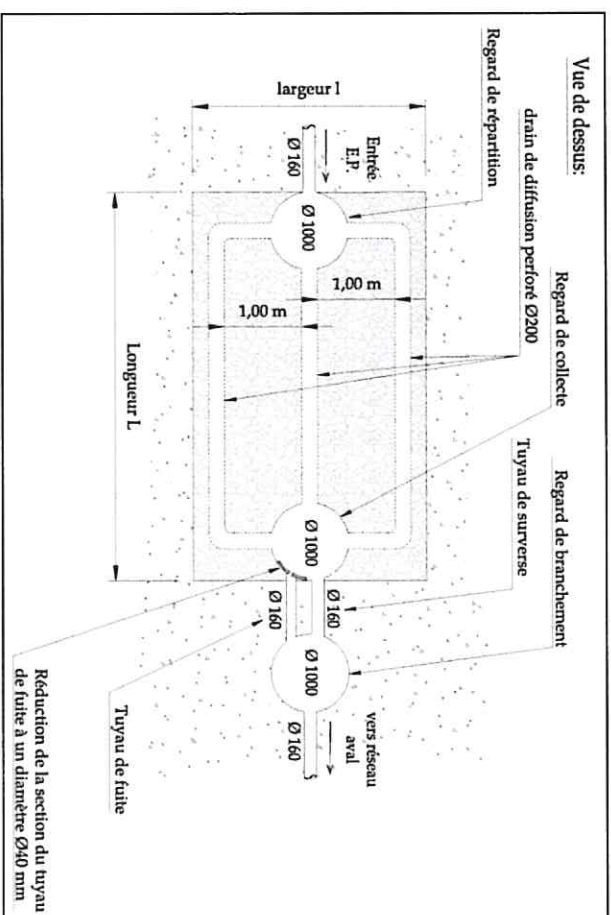 Vue de dessus:
Regard de répartition
drain de diffusion perforé Ø200
Regard de collecte
Tuyau de surverse
Regard de branchement
largeur l
Entrée
E.P.
Ø 160
Ø 1000
1,00 m
1,00 m
Longueur L
Ø 1000
Ø 160
Ø 160
Ø 1000
Ø 160
vers réseau
aval
Tuyau de fuite
Réduction de la section du tuyau
de fuite à un diamètre Ø40 mm